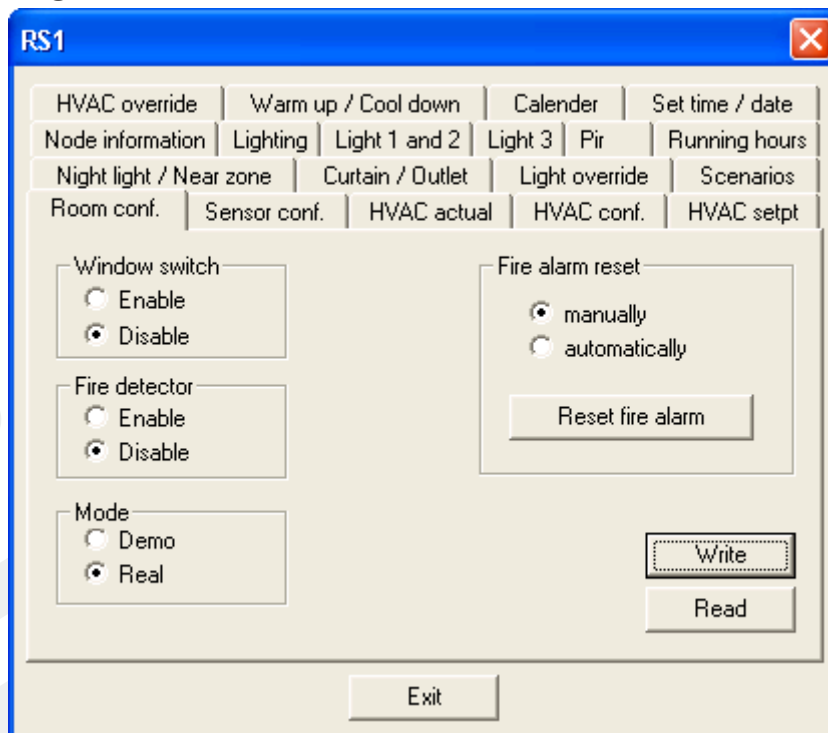 RS1
HVAC override Warm up / Cool down Calender Set time / date
Node information Lighting Light 1 and 2 Light 3 Pir Running hours
Night light / Near zone Curtain / Outlet Light override Scenarios
Room conf. Sensor conf. HVAC actual HVAC conf. HVAC setpt
Window switch
Enable
Disable
Fire detector
Enable
Disable
Mode
Demo
Real
Fire alarm reset
manually
automatically
Reset fire alarm
Write
Read
Exit